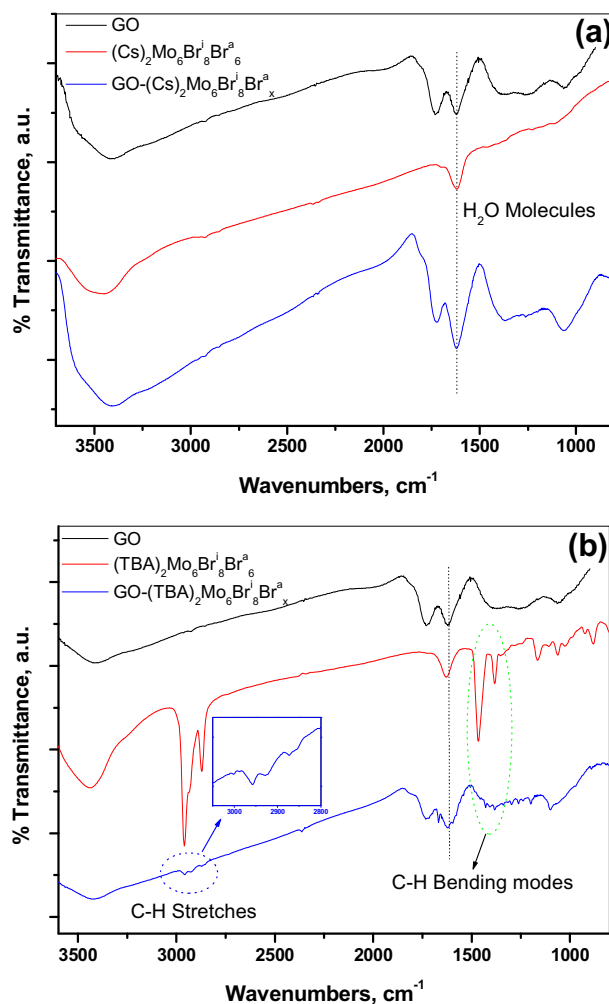 (a)
GO
(Cs)₂Mo₆Brⁱ₈Brᵃ₆
GO-(Cs)₂Mo₆Brⁱ₈Brᵃₓ
H₂O Molecules
% Transmittance, a.u.
3500 3000 2500 2000 1500 1000
Wavenumbers, cm⁻¹
(b)
GO
(TBA)₂Mo₆Brⁱ₈Brᵃ₆
GO-(TBA)₂Mo₆Brⁱ₈Brᵃₓ
3000 2900 2800
C-H Stretches
C-H Bending modes
% Transmittance, a.u.
3500 3000 2500 2000 1500 1000
Wavenumbers, cm⁻¹